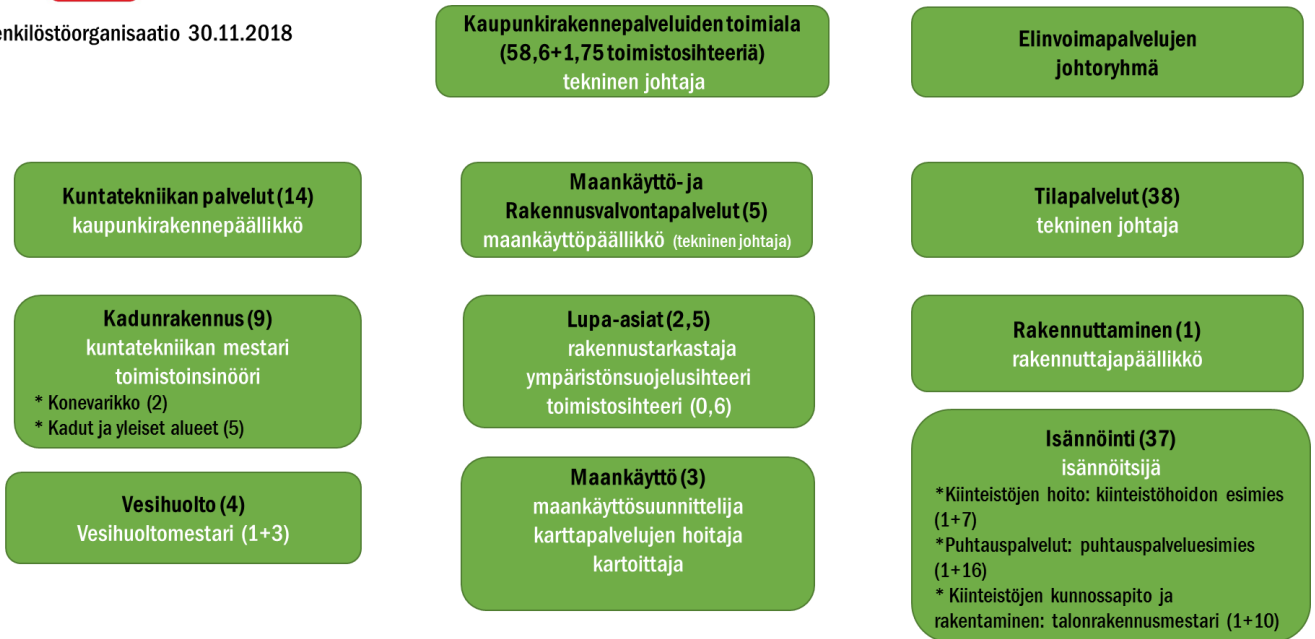 enkilöstöorganisaatio 30.11.2018
Kaupunkirakennepalveluiden toimiala
(58,6+1,75 toimistosihteeriä)
tekninen johtaja
Elinvoimapalvelujen
johtoryhmä
Kuntatekniikan palvelut (14)
kaupunkirakennepäällikkö
Maankäyttö- ja
Rakennusvalvontapalvelut (5)
maankäyttöpäällikkö (tekninen johtaja)
Tilapalvelut (38)
tekninen johtaja
Kadunrakennus (9)
kuntatekniikan mestari
toimistoinsinööri
* Konevarikko (2)
* Kadut ja yleiset alueet (5)
Lupa-asiat (2,5)
rakennustarkastaja
ympäristönsuojelusihteeri
toimistosihteeri (0,6)
Rakennuttaminen (1)
rakennuttajapäällikkö
Vesihuolto (4)
Vesihuoltomestari (1+3)
Maankäyttö (3)
maankäyttösuunnittelija
karttapalvelujen hoitaja
kartoittaja
Isännöinti (37)
isännöitsijä
*Kiinteistöjen hoito: kiinteistöhoidon esimies
(1+7)
*Puhtauspalvelut: puhtauspalveluesimies
(1+16)
* Kiinteistöjen kunnossapito ja
rakentaminen: talonrakennusmestari (1+10)